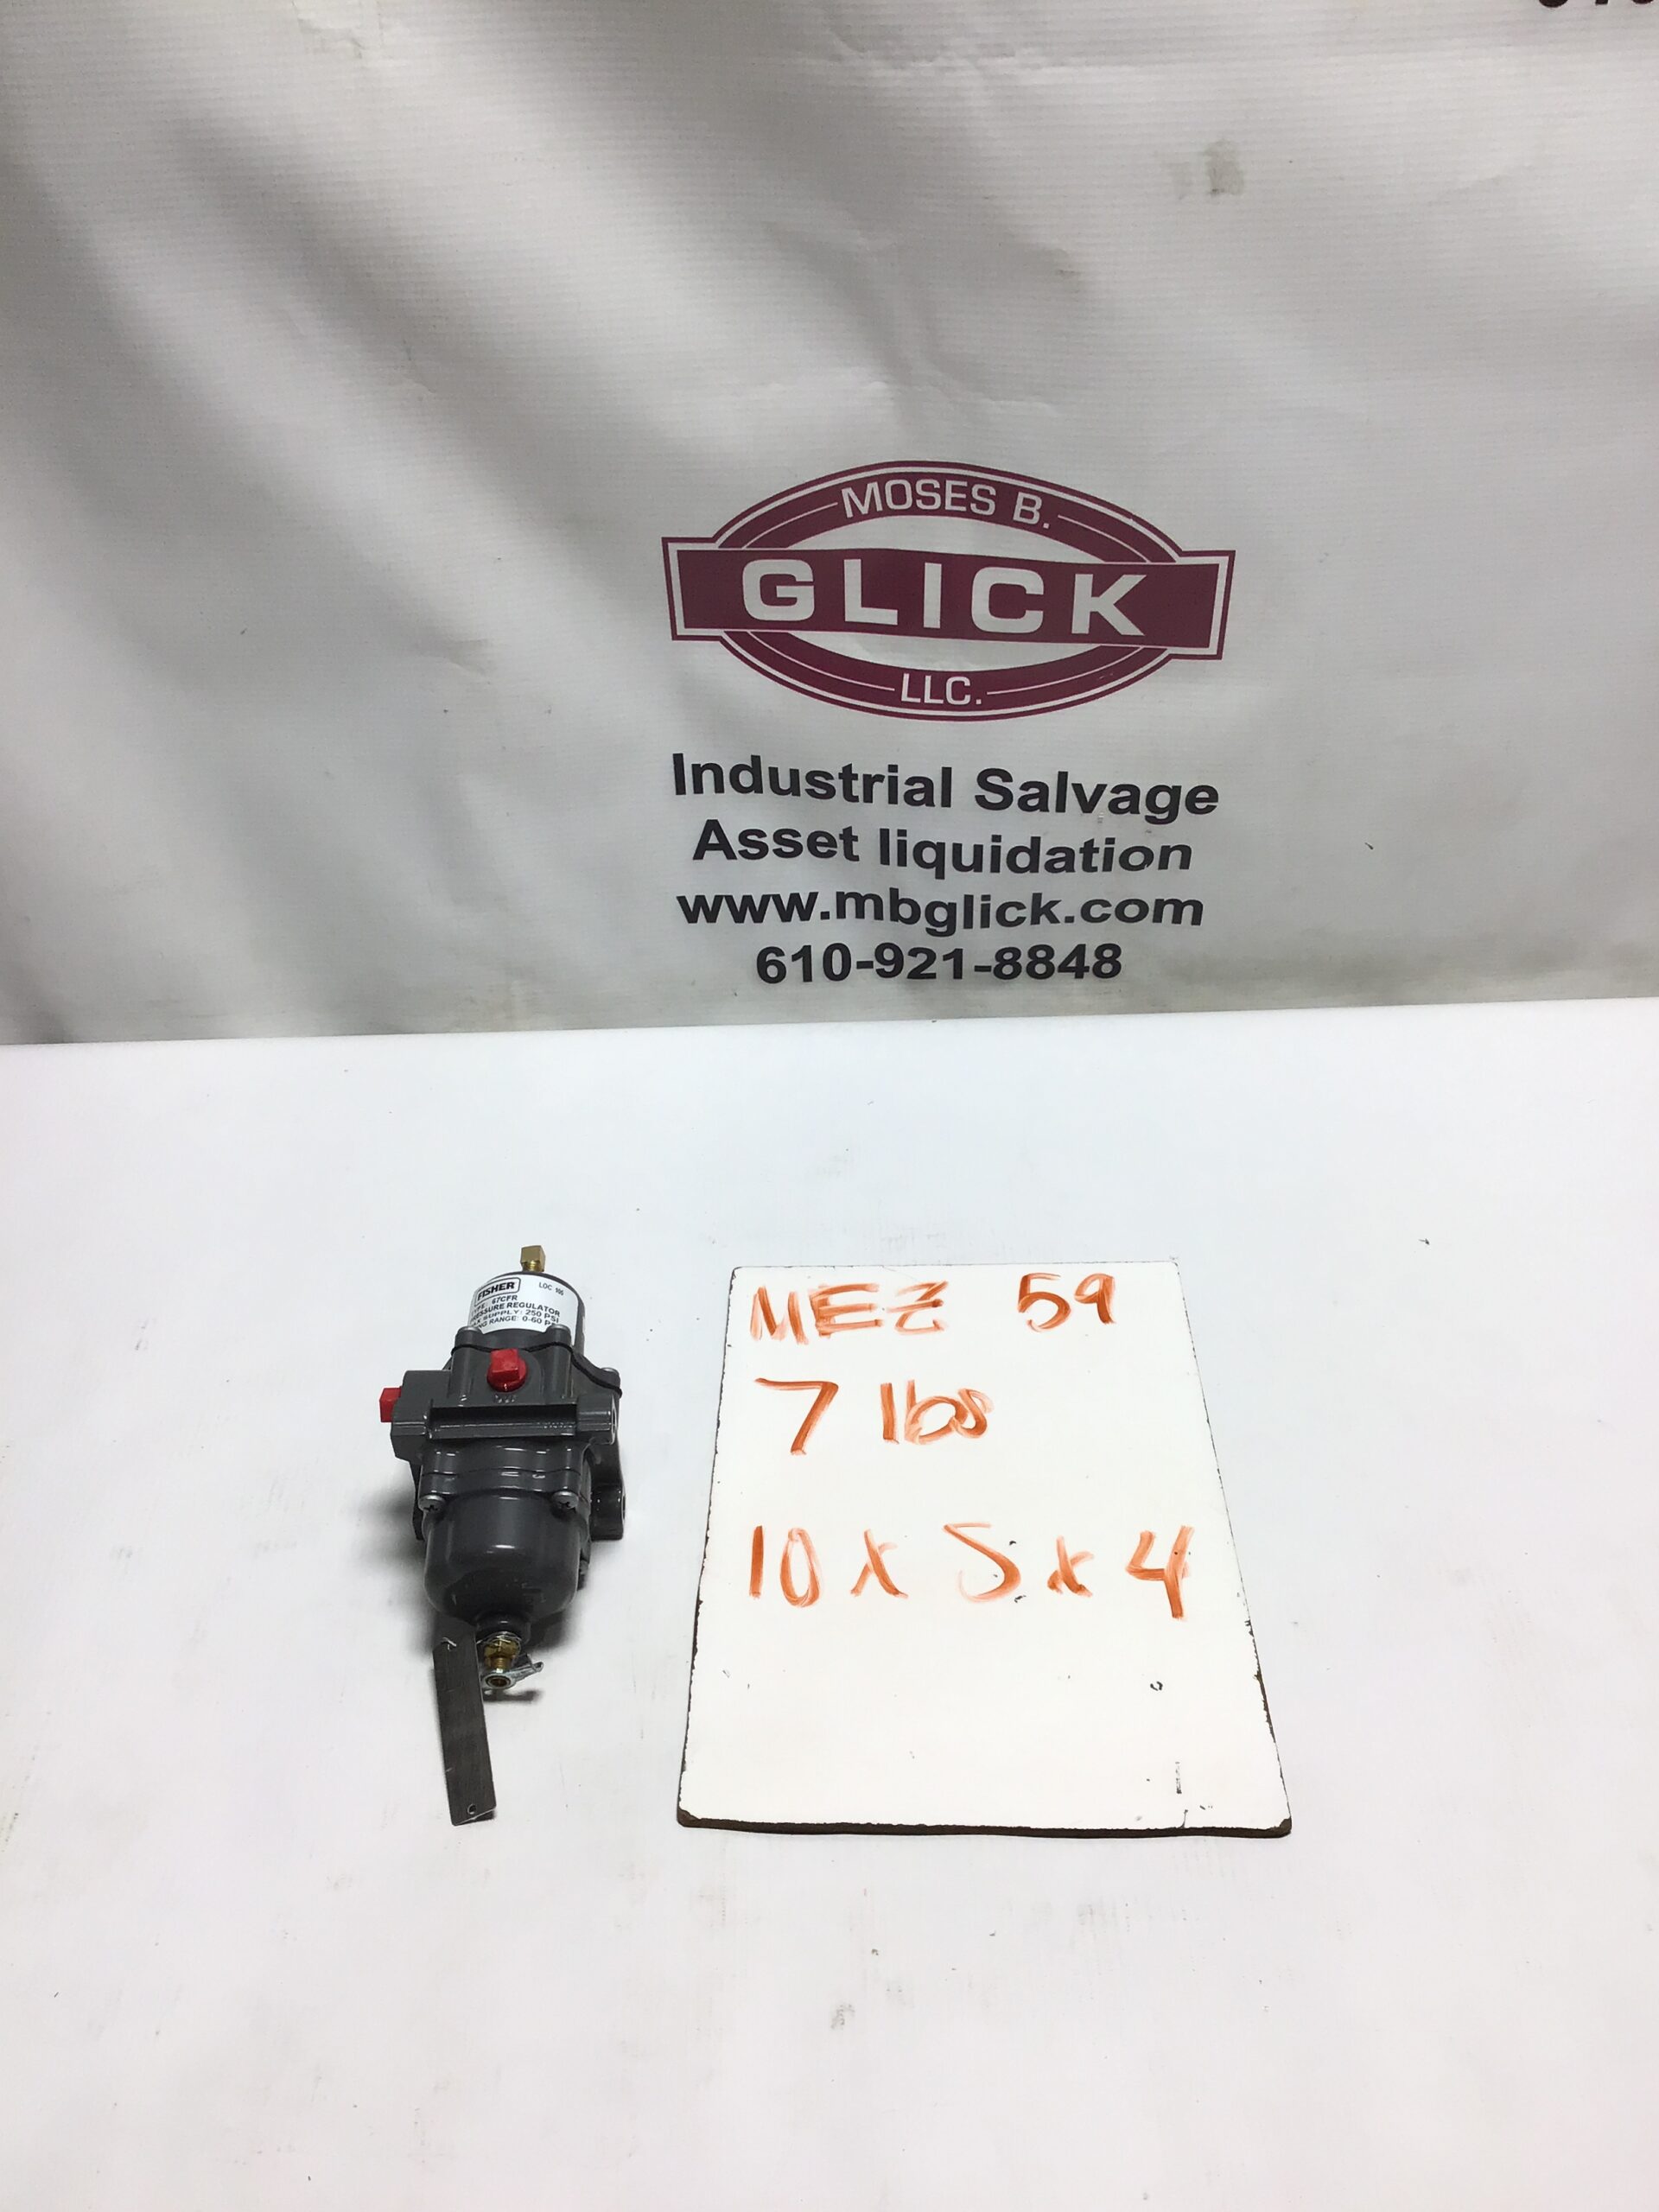 MOSES B.
GLICK
LLC.
Industrial Salvage
Asset liquidation
www.mbglick.com
610-921-8848
FISHER LOC 105
67CFR
REGULATOR
SUPPLY: 250 PSI
RANGE: 0-60
MEZ 59
7 lbs
10 x 5 x 4